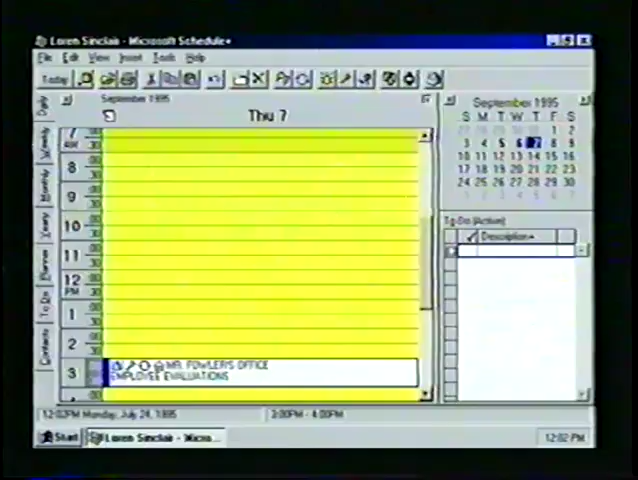 Loren Sinclair - Microsoft Schedule+
File Edit View Insert Tools Help
Today
September 1995
Thu 7
Daily
Weekly
Monthly
Yearly
Planner
To Do
Contacts
7 AM :00
:30
8
9
10
11
12 PM
1
2
3
MR. FOWLER'S OFFICE
EMPLOYEE EVALUATIONS
September 1995
S M T W T F S
27 28 29 30 31 1 2
3 4 5 6 7 8 9
10 11 12 13 14 15 16
17 18 19 20 21 22 23
24 25 26 27 28 29 30
1 2 3 4 5 6 7
To Do (Active)
Description
12:02PM Monday, July 24, 1995
3:00PM - 4:00PM
Start
Loren Sinclair - Micro...
12:02 PM